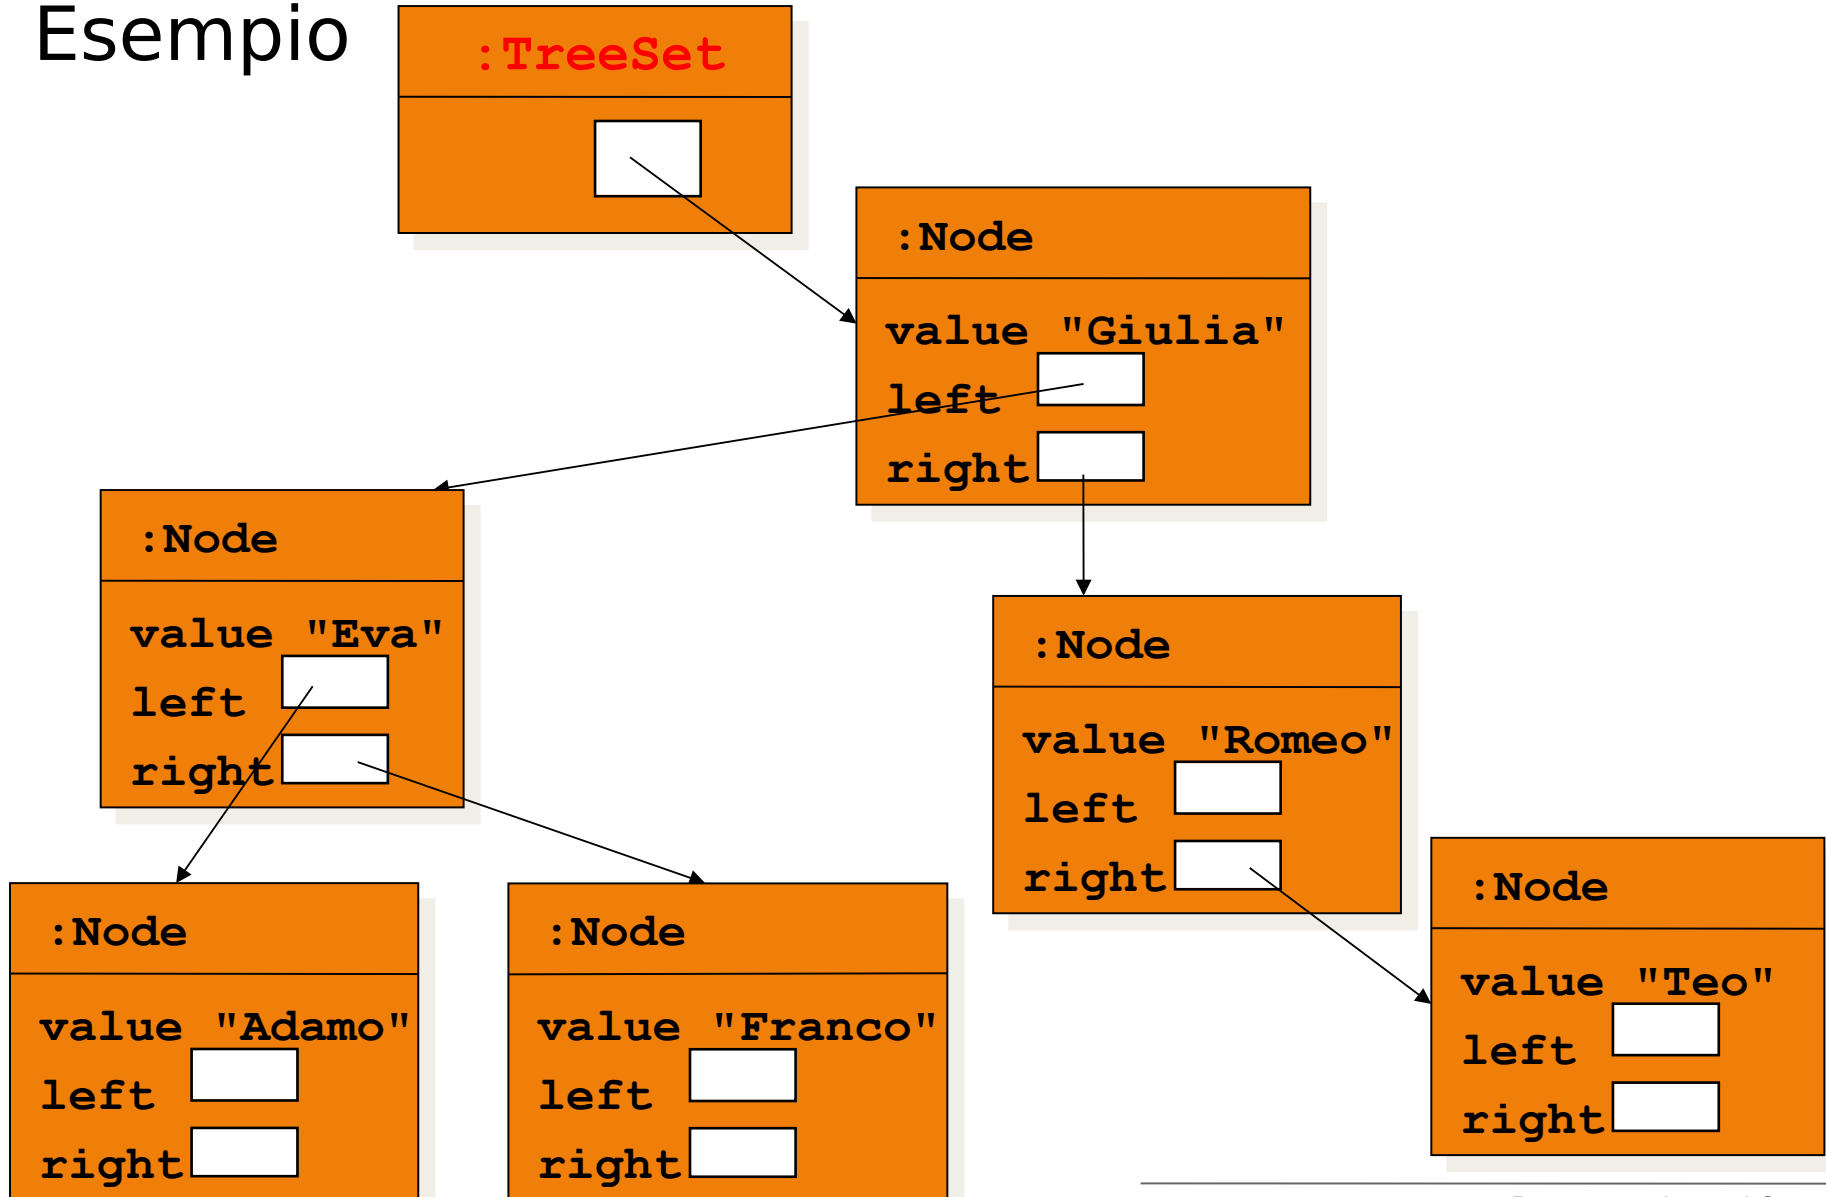 Esempio
:TreeSet
:Node
value "Giulia"
left
right
:Node
value "Eva"
left
right
:Node
value "Romeo"
left
right
:Node
value "Adamo"
left
right
:Node
value "Franco"
left
right
:Node
value "Teo"
left
right